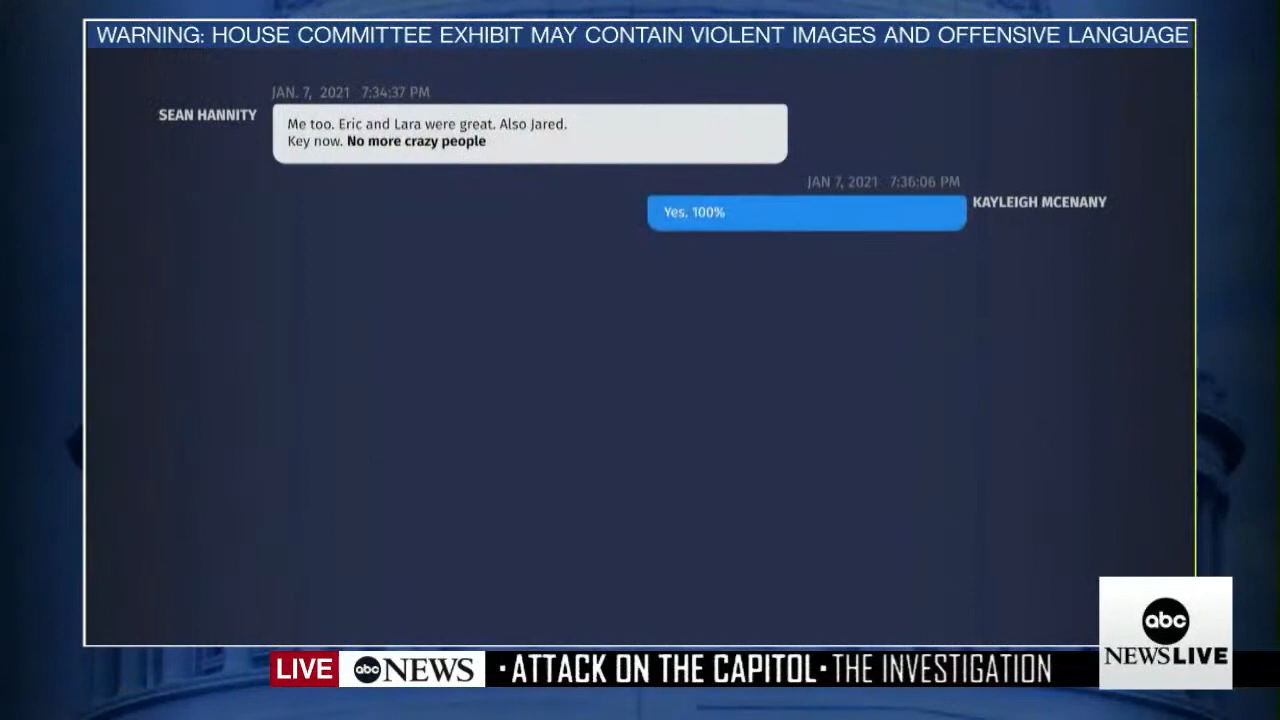 WARNING: HOUSE COMMITTEE EXHIBIT MAY CONTAIN VIOLENT IMAGES AND OFFENSIVE LANGUAGE
JAN. 7, 2021 7:34:37 PM
SEAN HANNITY
Me too. Eric and Lara were great. Also Jared.
Key now. No more crazy people
JAN 7, 2021 7:36:06 PM
KAYLEIGH MCENANY
Yes. 100%
abc
NEWSLIVE
LIVE abc NEWS · ATTACK ON THE CAPITOL · THE INVESTIGATION